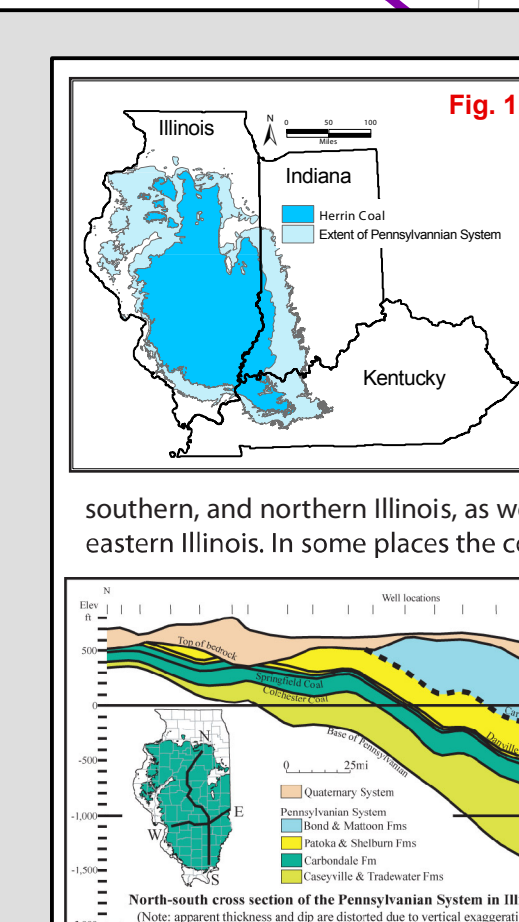 Fig. 1
Illinois
N
0 50 100
Miles
Indiana
Herrin Coal
Extent of Pennsylvannian System
Kentucky
southern, and northern Illinois, as
eastern Illinois. In some places the
N
Elev
ft
Well locations
Top of bedrock
500
Springfield Coal
Colchester Coal
0
Danville
Base of Pennsylvanian
N
-500
0 25mi
Quaternary System
E
Pennsylvanian System
-1,000
Bond & Mattoon Fms
W
Patoka & Shelburn Fms
Carbondale Fm
-1,500
S
Caseyville & Tradewater Fms
North-south cross section of the Pennsylvanian System in
(Note: apparent thickness and dip are distorted due to vertical